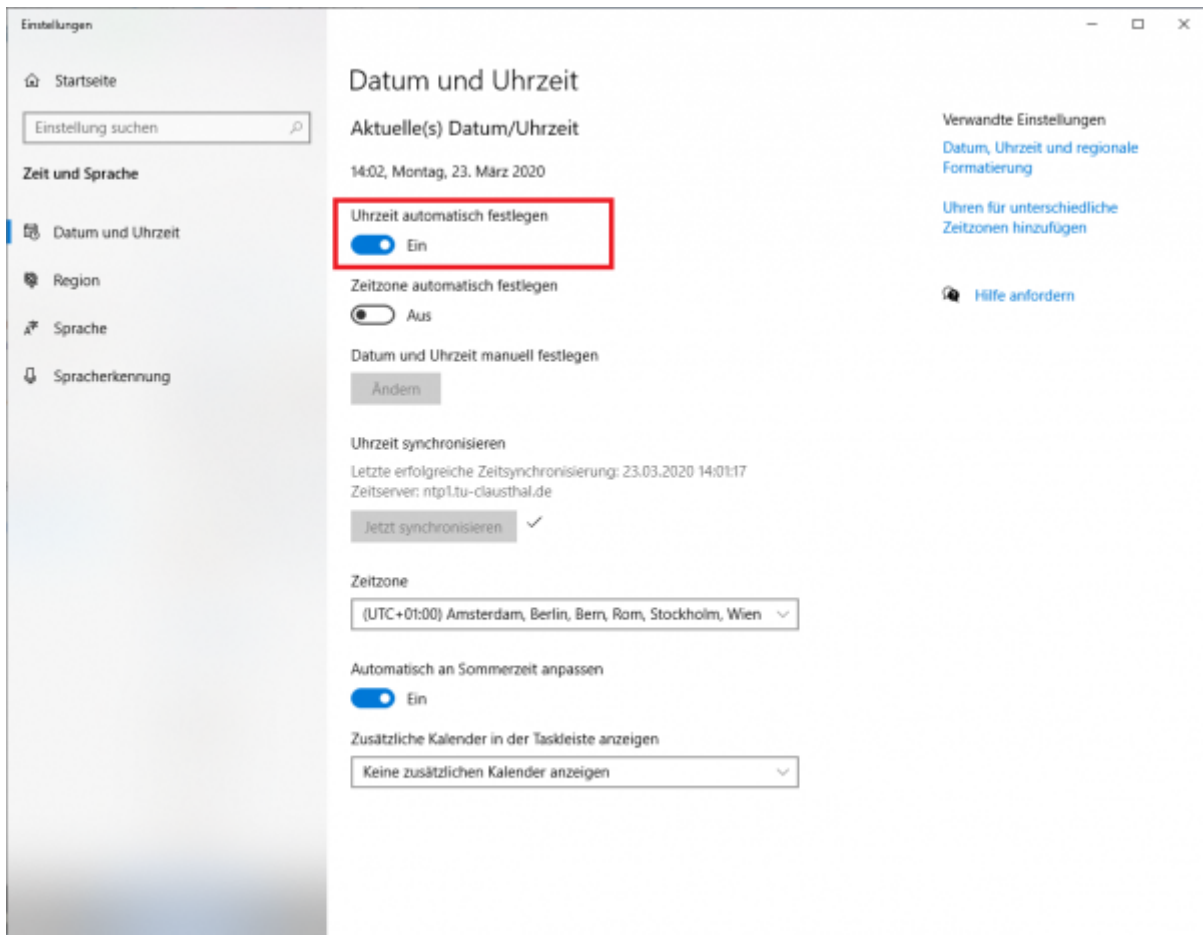 Einstellungen
Startseite
Einstellung suchen
Zeit und Sprache
Datum und Uhrzeit
Region
Sprache
Spracherkennung
Datum und Uhrzeit
Aktuelle(s) Datum/Uhrzeit
14:02, Montag, 23. März 2020
Uhrzeit automatisch festlegen
Ein
Zeitzone automatisch festlegen
Aus
Datum und Uhrzeit manuell festlegen
Ändern
Uhrzeit synchronisieren
Letzte erfolgreiche Zeitsynchronisierung: 23.03.2020 14:01:17
Zeitserver: ntp1.tu-clausthal.de
Jetzt synchronisieren
Zeitzone
(UTC+01:00) Amsterdam, Berlin, Bern, Rom, Stockholm, Wien
Automatisch an Sommerzeit anpassen
Ein
Zusätzliche Kalender in der Taskleiste anzeigen
Keine zusätzlichen Kalender anzeigen
Verwandte Einstellungen
Datum, Uhrzeit und regionale
Formatierung
Uhren für unterschiedliche
Zeitzonen hinzufügen
Hilfe anfordern